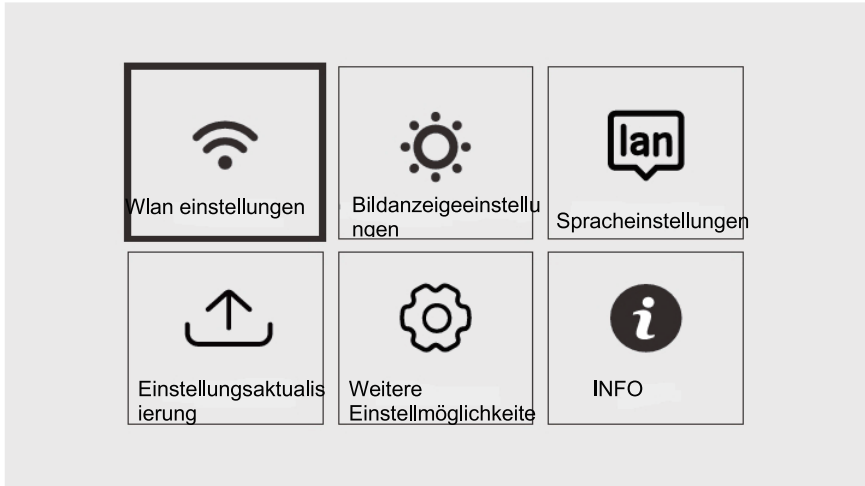 lan
Wlan einstellungen
Bildanzeigeeinstellu
ngen
Spracheinstellungen
Einstellungsaktualis
ierung
Weitere
Einstellmöglichkeite
INFO